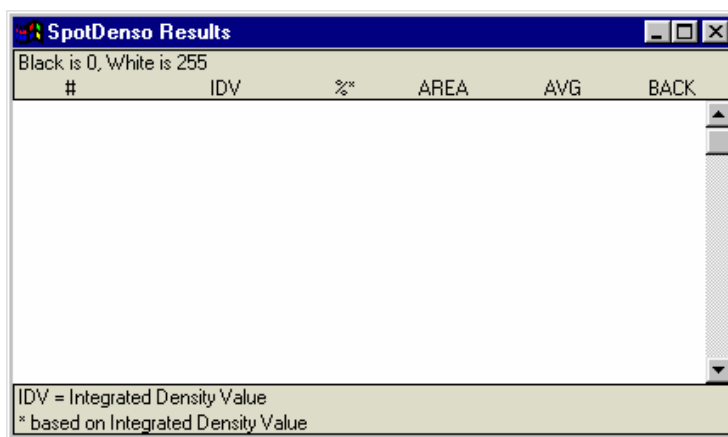 SpotDenso Results
Black is 0, White is 255
# IDV %* AREA AVG BACK
IDV = Integrated Density Value
* based on Integrated Density Value